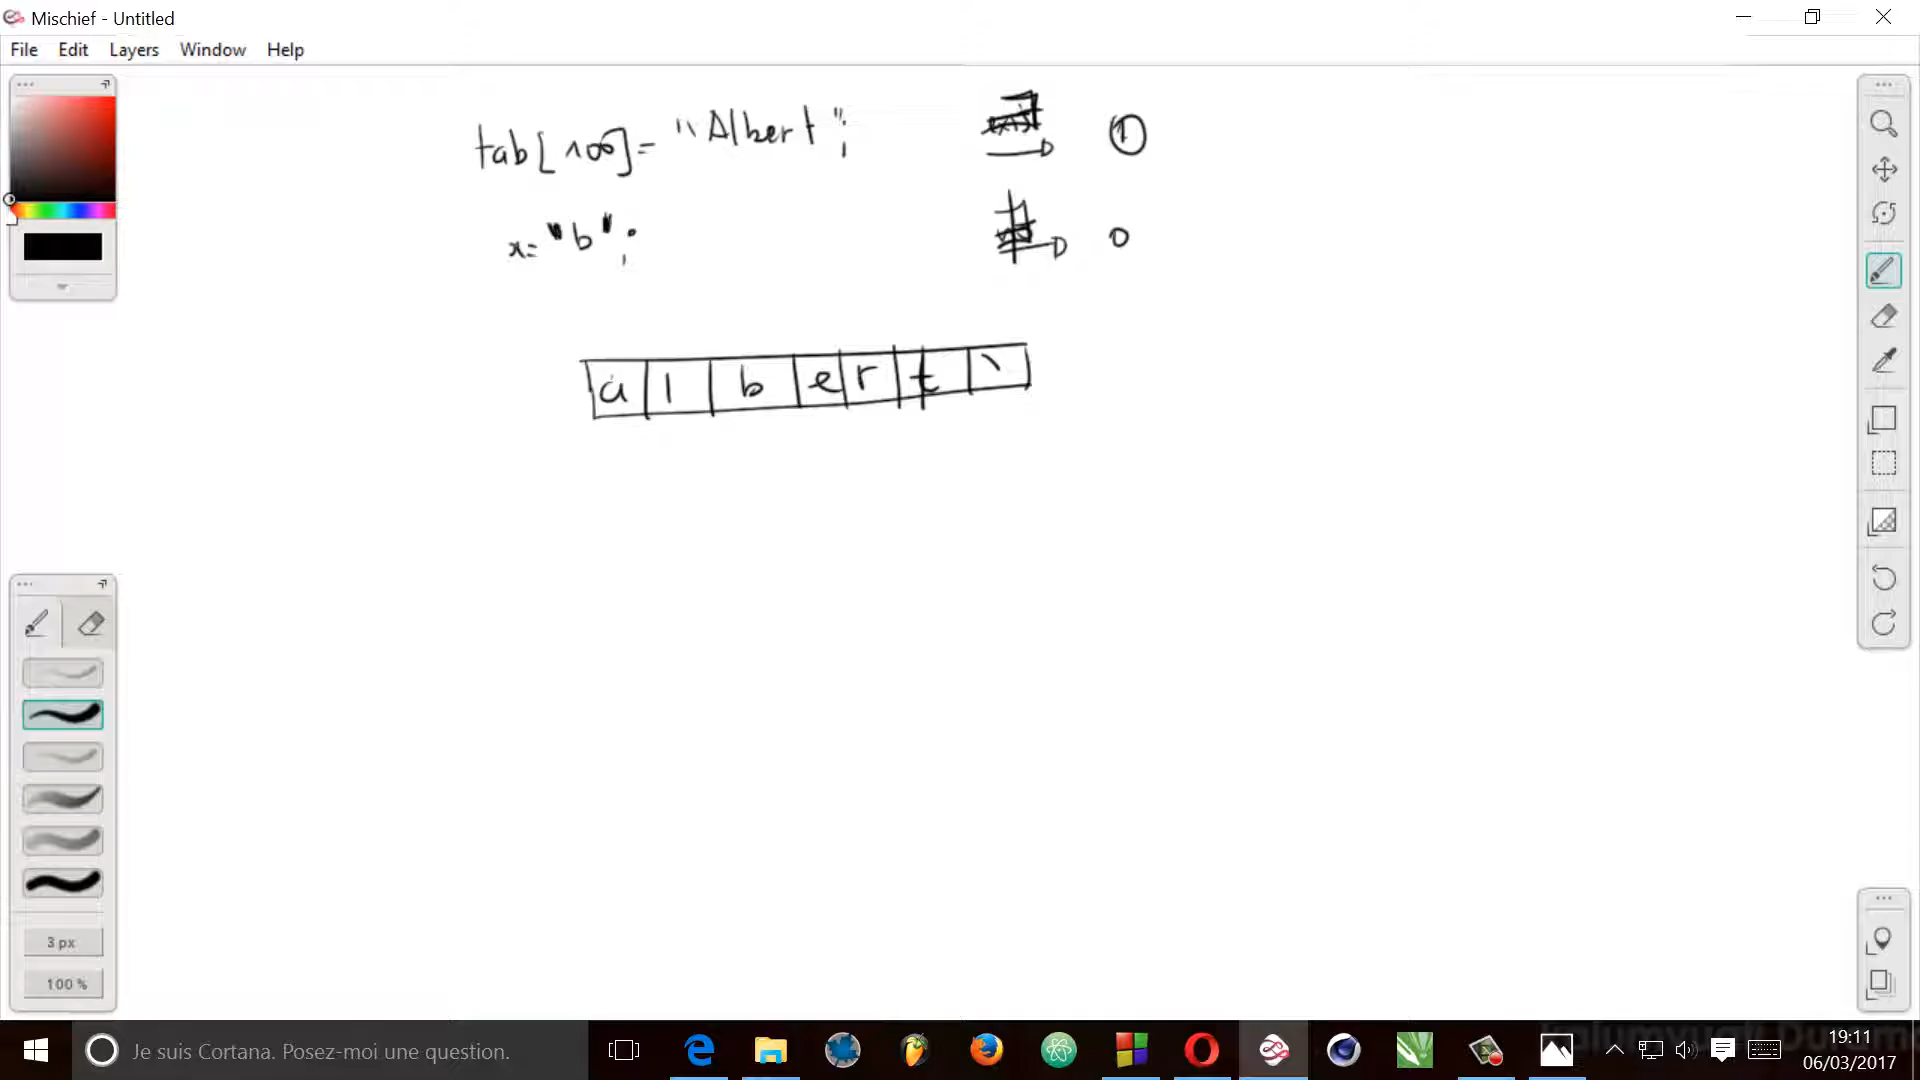 Mischief - Untitled
File Edit Layers Window Help
tab[100]= "Albert";
1
x= "b";
0
a l b e r t \
3 px
100 %
Je suis Cortana. Posez-moi une question.
19:11
06/03/2017